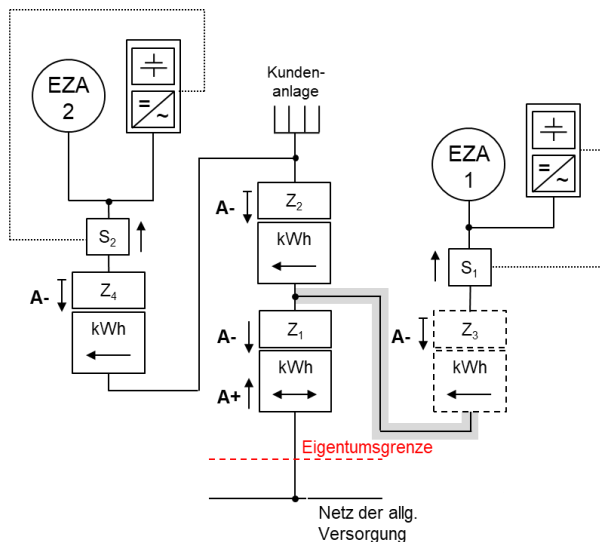 EZA
2
=
~
Kunden-
anlage
EZA
1
=
~
S2
A-
Z4
kWh
A-
Z2
kWh
S1
A-
Z1
kWh
A+
A-
Z3
kWh
Eigentumsgrenze
Netz der allg.
Versorgung